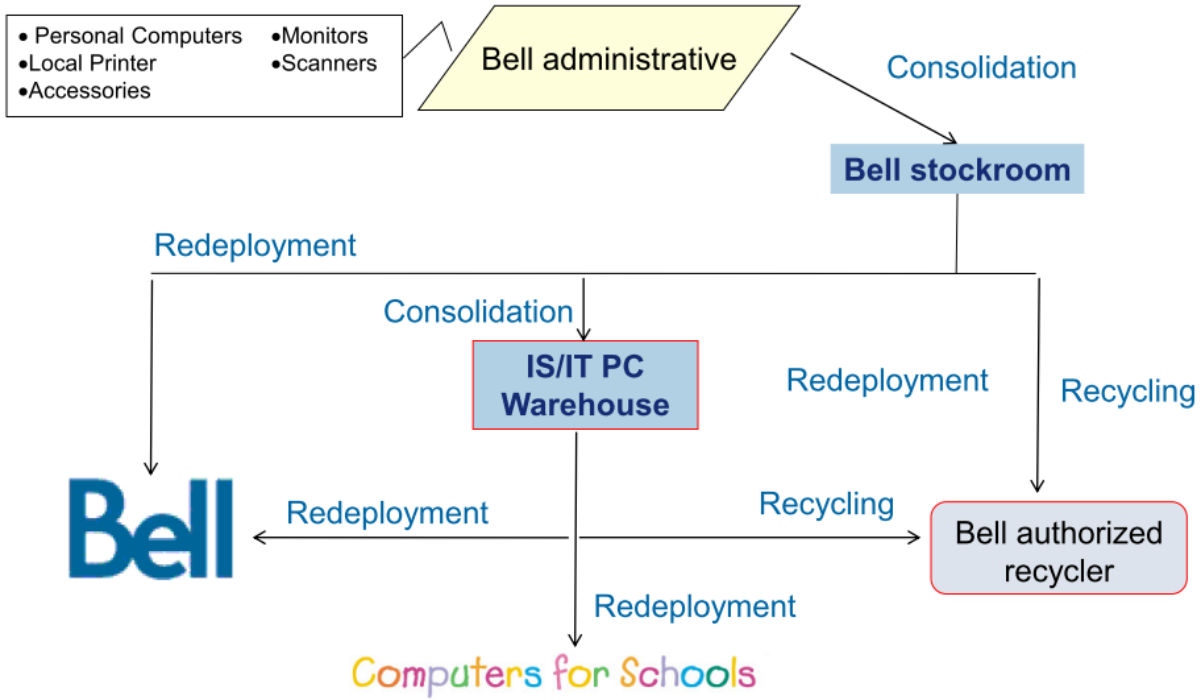 • Personal Computers •Monitors
•Local Printer •Scanners
•Accessories
Bell administrative
Consolidation
Bell stockroom
Redeployment
Consolidation
IS/IT PC
Warehouse
Redeployment
Recycling
Bell
Redeployment
Recycling
Bell authorized
recycler
Redeployment
Computers for Schools